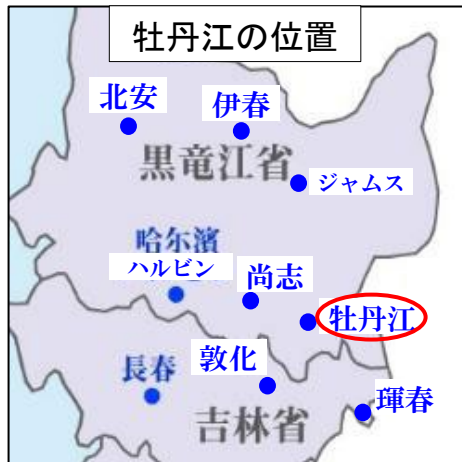 牡丹江の位置
北安
伊春
黒竜江省
ジャムス
哈尔濱
ハルビン
尚志
牡丹江
敦化
長春
琿春
吉林省